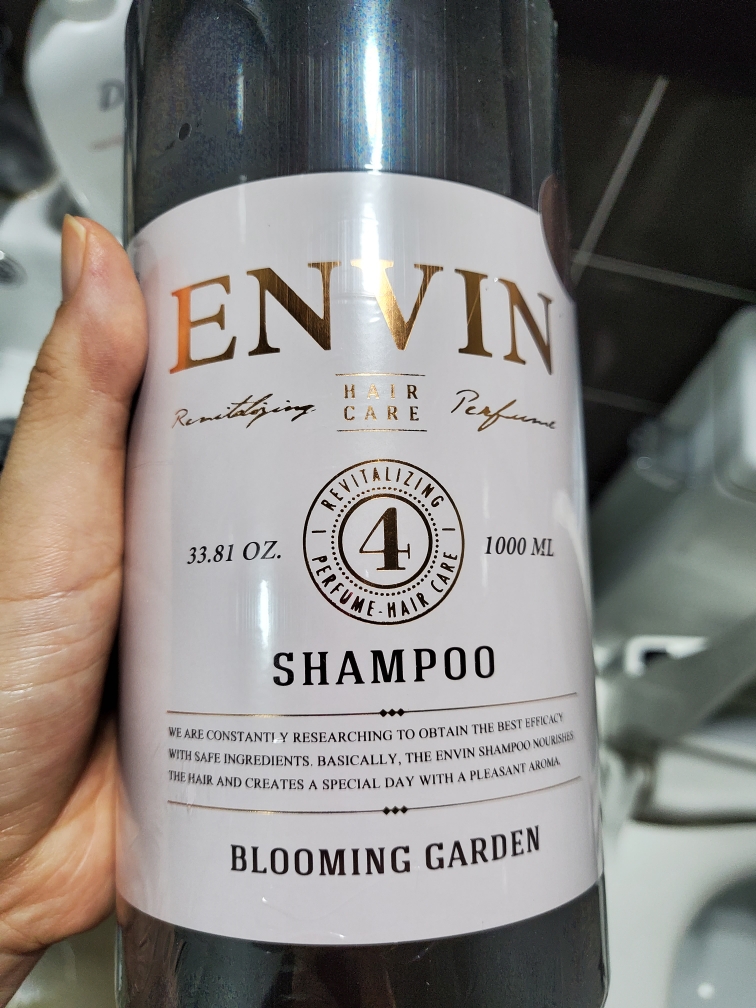 D
ENVIN
Revitalizing HAIR CARE Perfume
REVITALIZING
33.81 OZ. 4 1000 ML
PERFUME-HAIR CARE
SHAMPOO
WE ARE CONSTANTLY RESEARCHING TO OBTAIN THE BEST EFFICACY
WITH SAFE INGREDIENTS. BASICALLY, THE ENVIN SHAMPOO NOURISHES
THE HAIR AND CREATES A SPECIAL DAY WITH A PLEASANT AROMA.
BLOOMING GARDEN